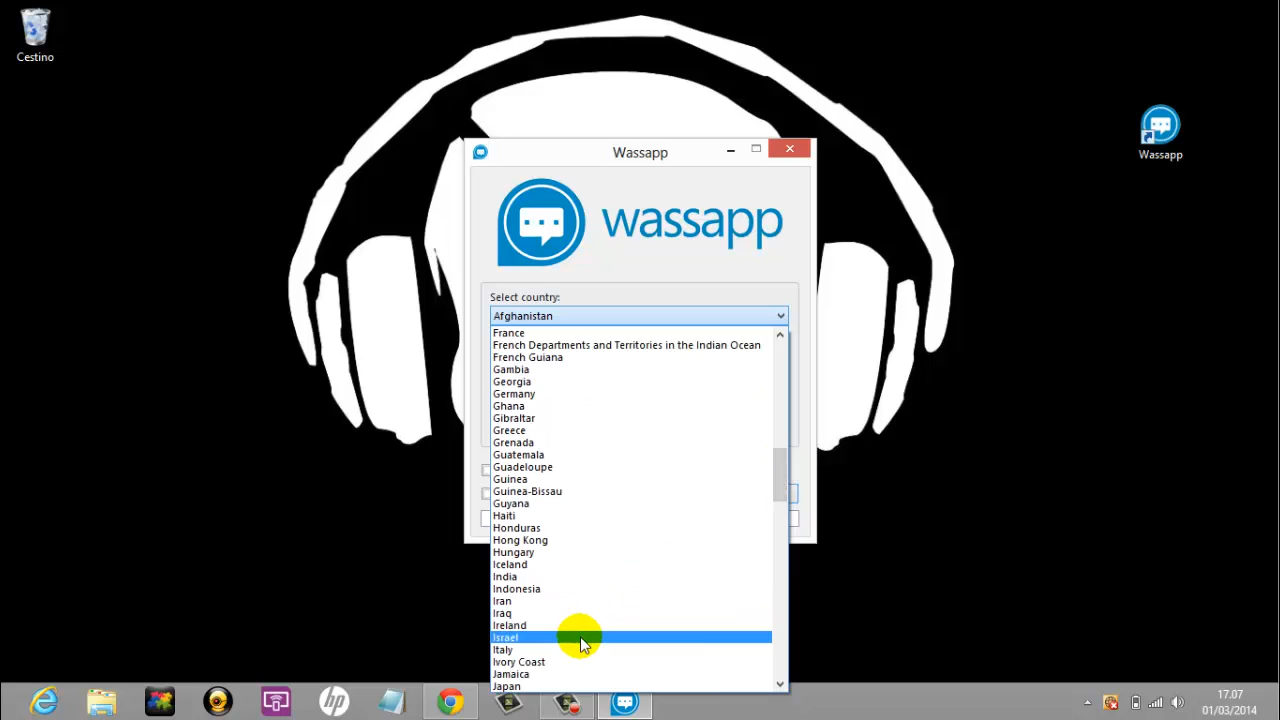 Cestino
Wassapp
Wassapp
wassapp
Select country:
Afghanistan
France
French Departments and Territories in the Indian Ocean
French Guiana
Gambia
Georgia
Germany
Ghana
Gibraltar
Greece
Grenada
Guatemala
Guadeloupe
Guinea
Guinea-Bissau
Guyana
Haiti
Honduras
Hong Kong
Hungary
Iceland
India
Indonesia
Iran
Iraq
Ireland
Israel
Italy
Ivory Coast
Jamaica
Japan
hp
17.07
01/03/2014